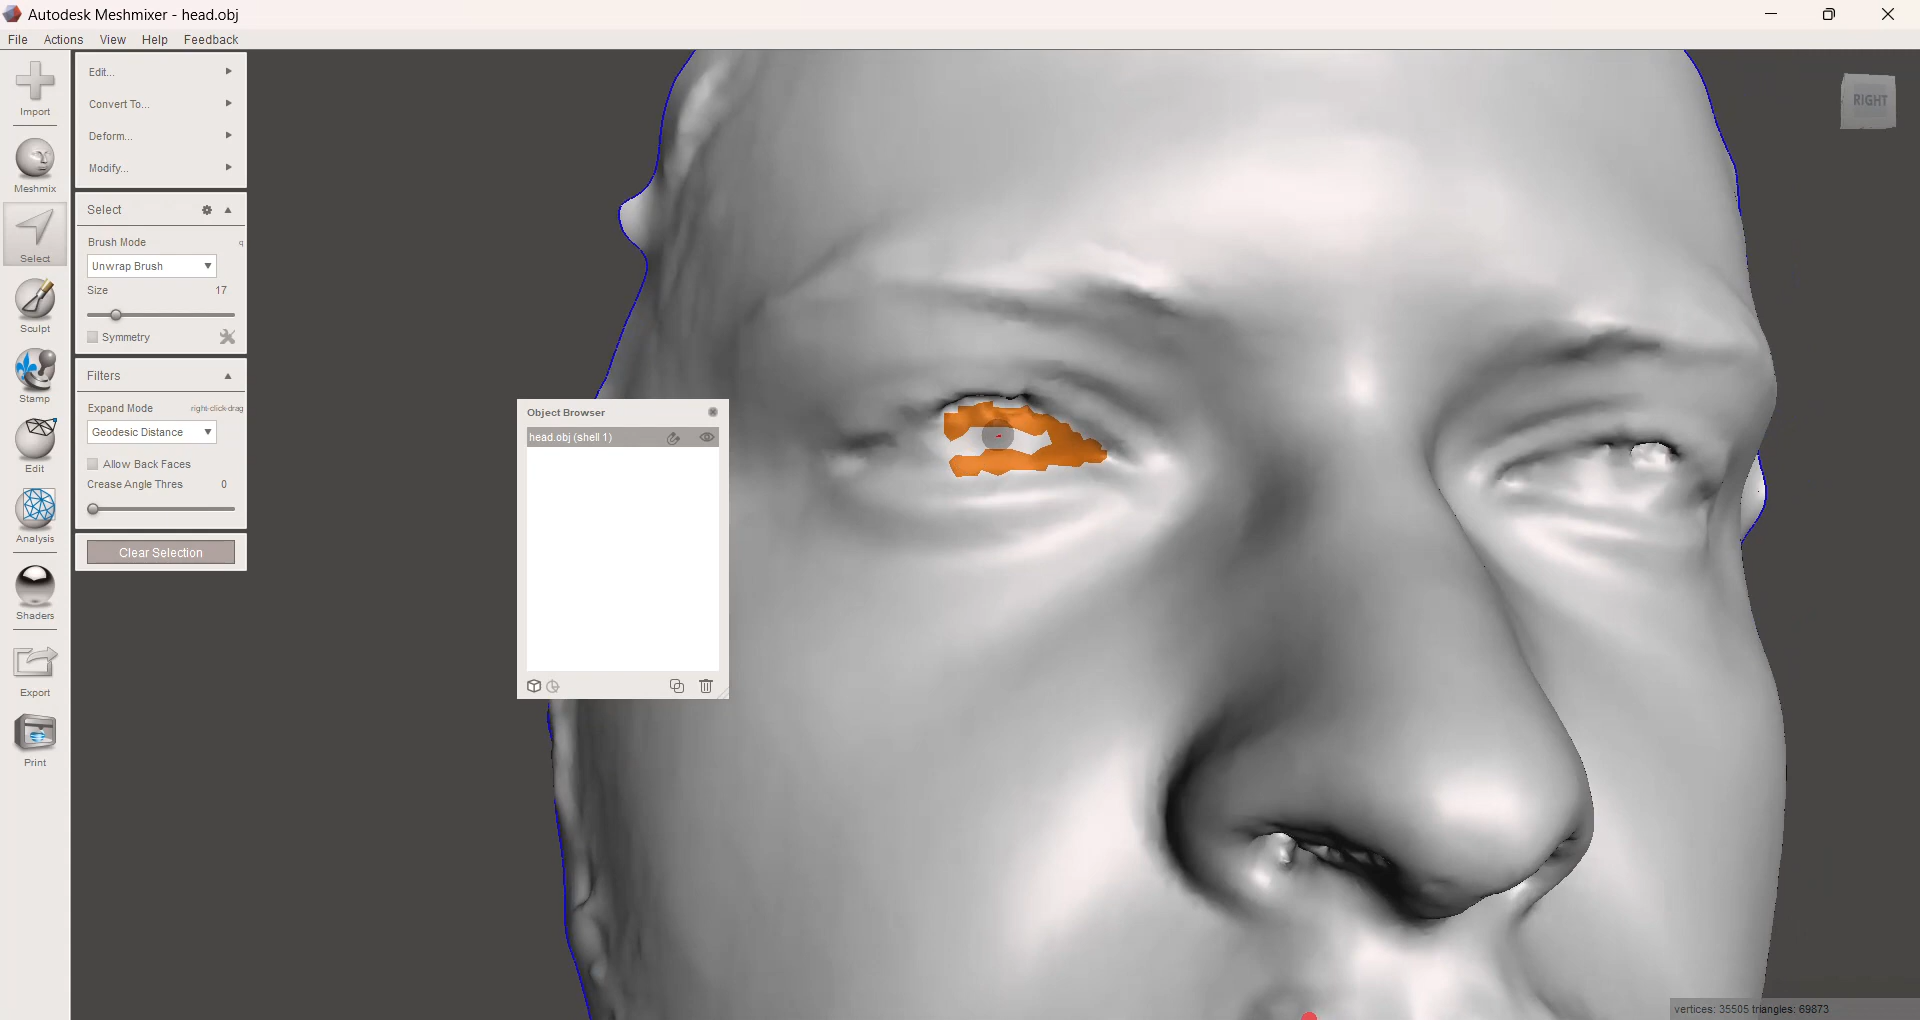 Autodesk Meshmixer - head.obj
File Actions View Help Feedback
Import
Meshmix
Select
Sculpt
Stamp
Edit
Analysis
Shaders
Export
Print
Edit...
Convert To...
Deform...
Modify...
Select
Brush Mode q
Unwrap Brush
Size 17
Symmetry
Filters
Expand Mode right-click-drag
Geodesic Distance
Allow Back Faces
Crease Angle Thres 0
Clear Selection
Object Browser
head.obj (shell 1)
RIGHT
vertices: 35505 triangles: 69873